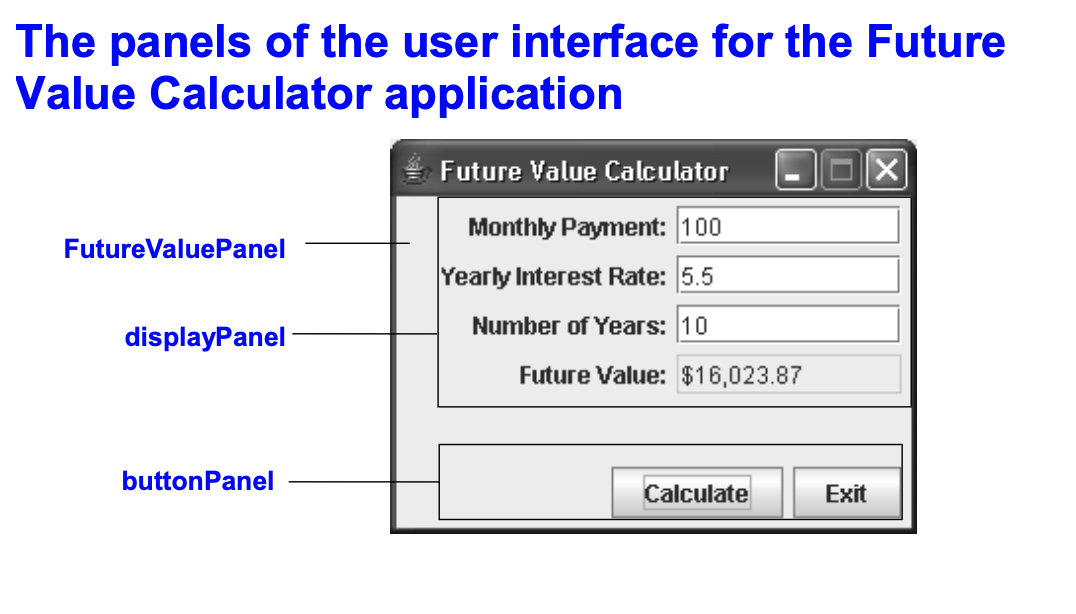 The panels of the user interface for the Future
Value Calculator application
Future Value Calculator
FutureValuePanel
Monthly Payment: 100
Yearly Interest Rate: 5.5
displayPanel
Number of Years: 10
Future Value: $16,023.87
buttonPanel
Calculate Exit